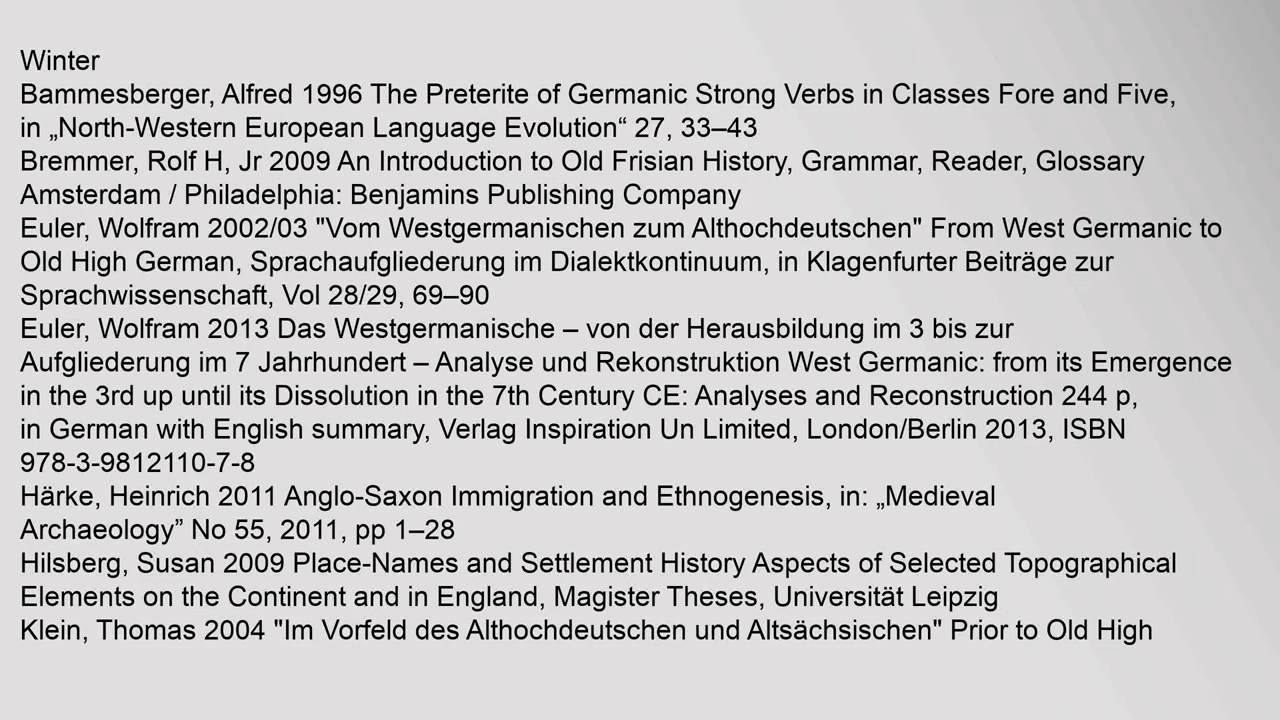 Winter
Bammesberger, Alfred 1996 The Preterite of Germanic Strong Verbs in Classes Fore and Five,
in „North-Western European Language Evolution“ 27, 33–43
Bremmer, Rolf H, Jr 2009 An Introduction to Old Frisian History, Grammar, Reader, Glossary
Amsterdam / Philadelphia: Benjamins Publishing Company
Euler, Wolfram 2002/03 "Vom Westgermanischen zum Althochdeutschen" From West Germanic to
Old High German, Sprachaufgliederung im Dialektkontinuum, in Klagenfurter Beiträge zur
Sprachwissenschaft, Vol 28/29, 69–90
Euler, Wolfram 2013 Das Westgermanische – von der Herausbildung im 3 bis zur
Aufgliederung im 7 Jahrhundert – Analyse und Rekonstruktion West Germanic: from its Emergence
in the 3rd up until its Dissolution in the 7th Century CE: Analyses and Reconstruction 244 p,
in German with English summary, Verlag Inspiration Un Limited, London/Berlin 2013, ISBN
978-3-9812110-7-8
Härke, Heinrich 2011 Anglo-Saxon Immigration and Ethnogenesis, in: „Medieval
Archaeology” No 55, 2011, pp 1–28
Hilsberg, Susan 2009 Place-Names and Settlement History Aspects of Selected Topographical
Elements on the Continent and in England, Magister Theses, Universität Leipzig
Klein, Thomas 2004 "Im Vorfeld des Althochdeutschen und Altsächsischen" Prior to Old High